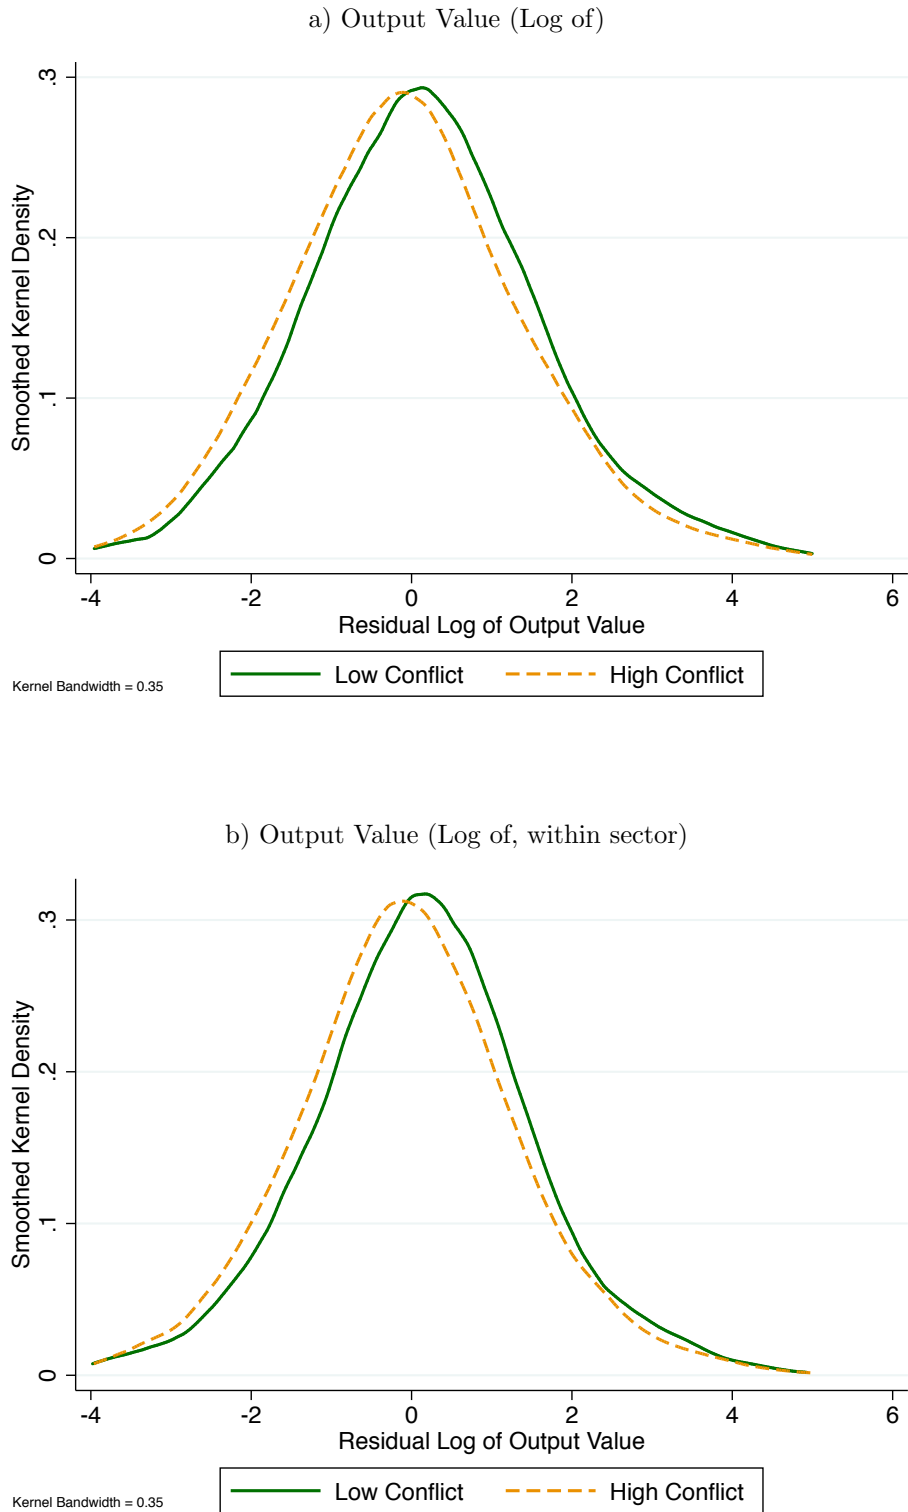 a) Output Value (Log of)
.3
.2
.1
0
Smoothed Kernel Density
-4 -2 0 2 4 6
Residual Log of Output Value
Low Conflict High Conflict
Kernel Bandwidth = 0.35
b) Output Value (Log of, within sector)
.3
.2
.1
0
Smoothed Kernel Density
-4 -2 0 2 4 6
Residual Log of Output Value
Low Conflict High Conflict
Kernel Bandwidth = 0.35